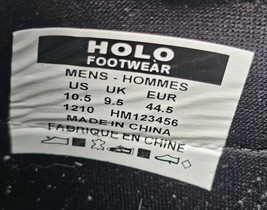 HOLO
FOOTWEAR
MENS - HOMMES
US UK EUR
10.5 9.5 44.5
1210 HM123456
MADE IN CHINA
FABRIQUE EN CHINE